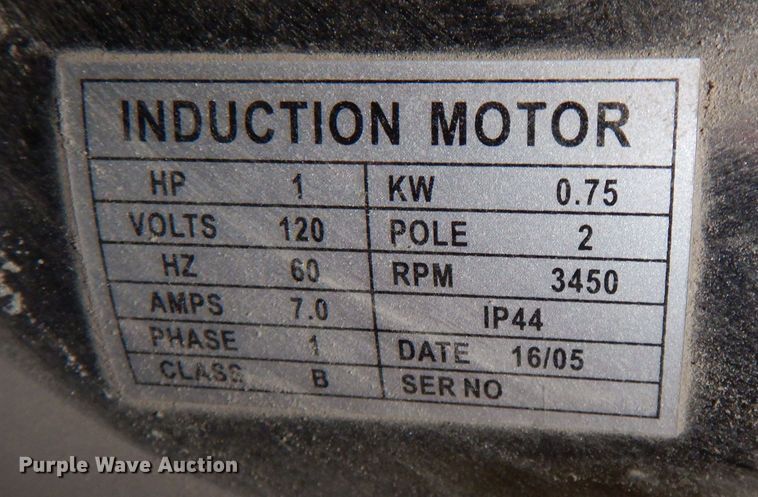 INDUCTION MOTOR
HP 1 KW 0.75
VOLTS 120 POLE 2
HZ 60 RPM 3450
AMPS 7.0 IP44
PHASE 1 DATE 16/05
CLASS B SER NO
Purple Wave Auction